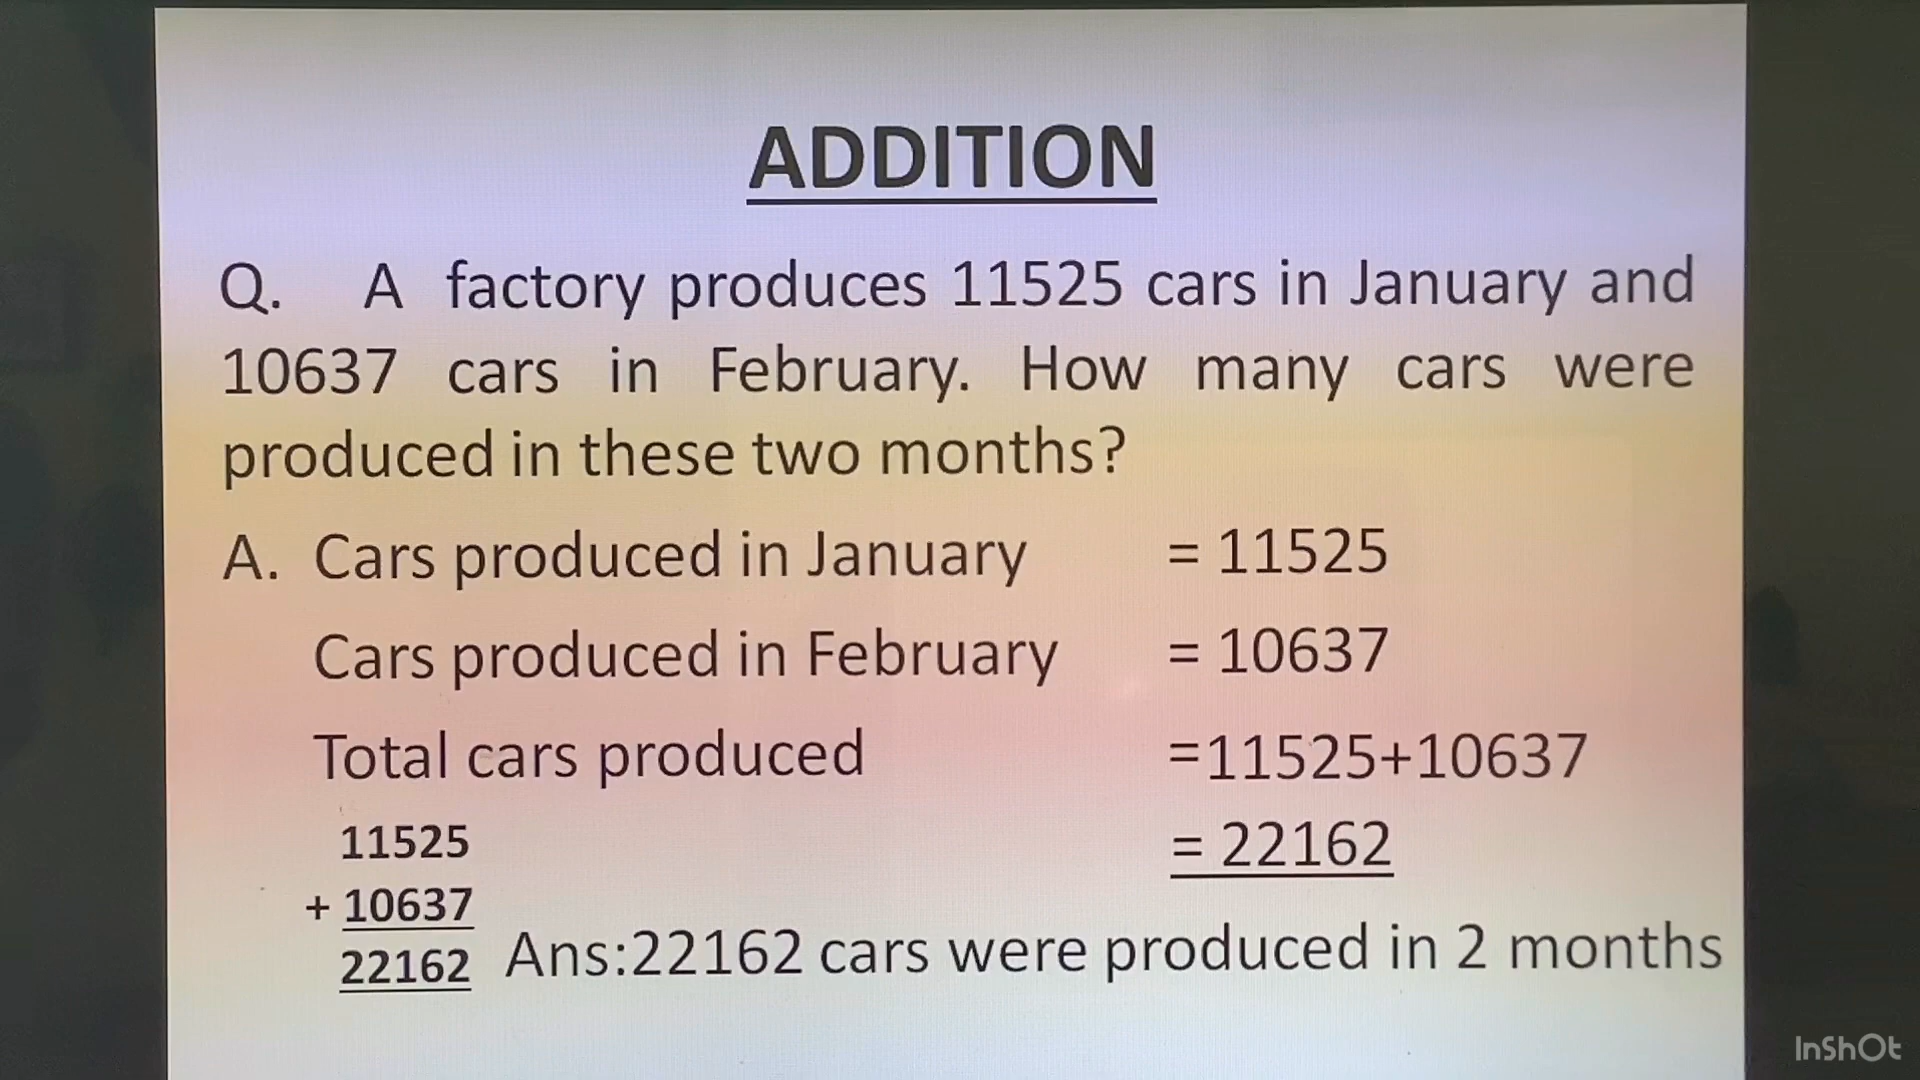 ADDITION
Q. A factory produces 11525 cars in January and
10637 cars in February. How many cars were
produced in these two months?
A. Cars produced in January = 11525
Cars produced in February = 10637
Total cars produced =11525+10637
= 22162
11525
+ 10637
22162
Ans:22162 cars were produced in 2 months
InShOt